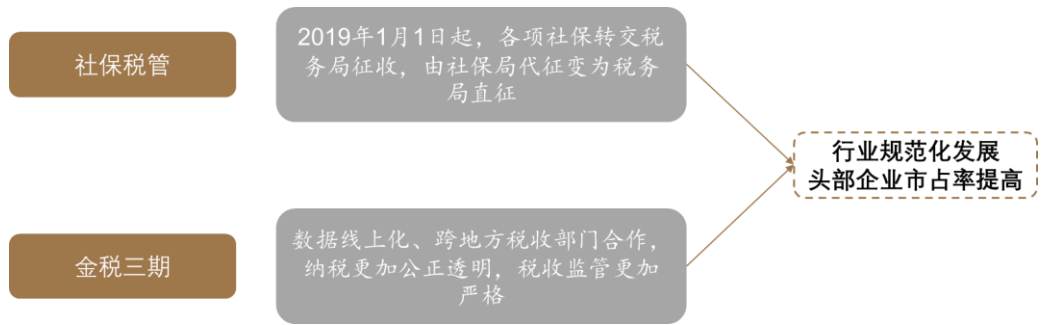 社保税管
2019年1月1日起，各项社保转交税
务局征收，由社保局代征变为税务
局直征
行业规范化发展
头部企业市占率提高
金税三期
数据线上化、跨地方税收部门合作，
纳税更加公正透明，税收监管更加
严格